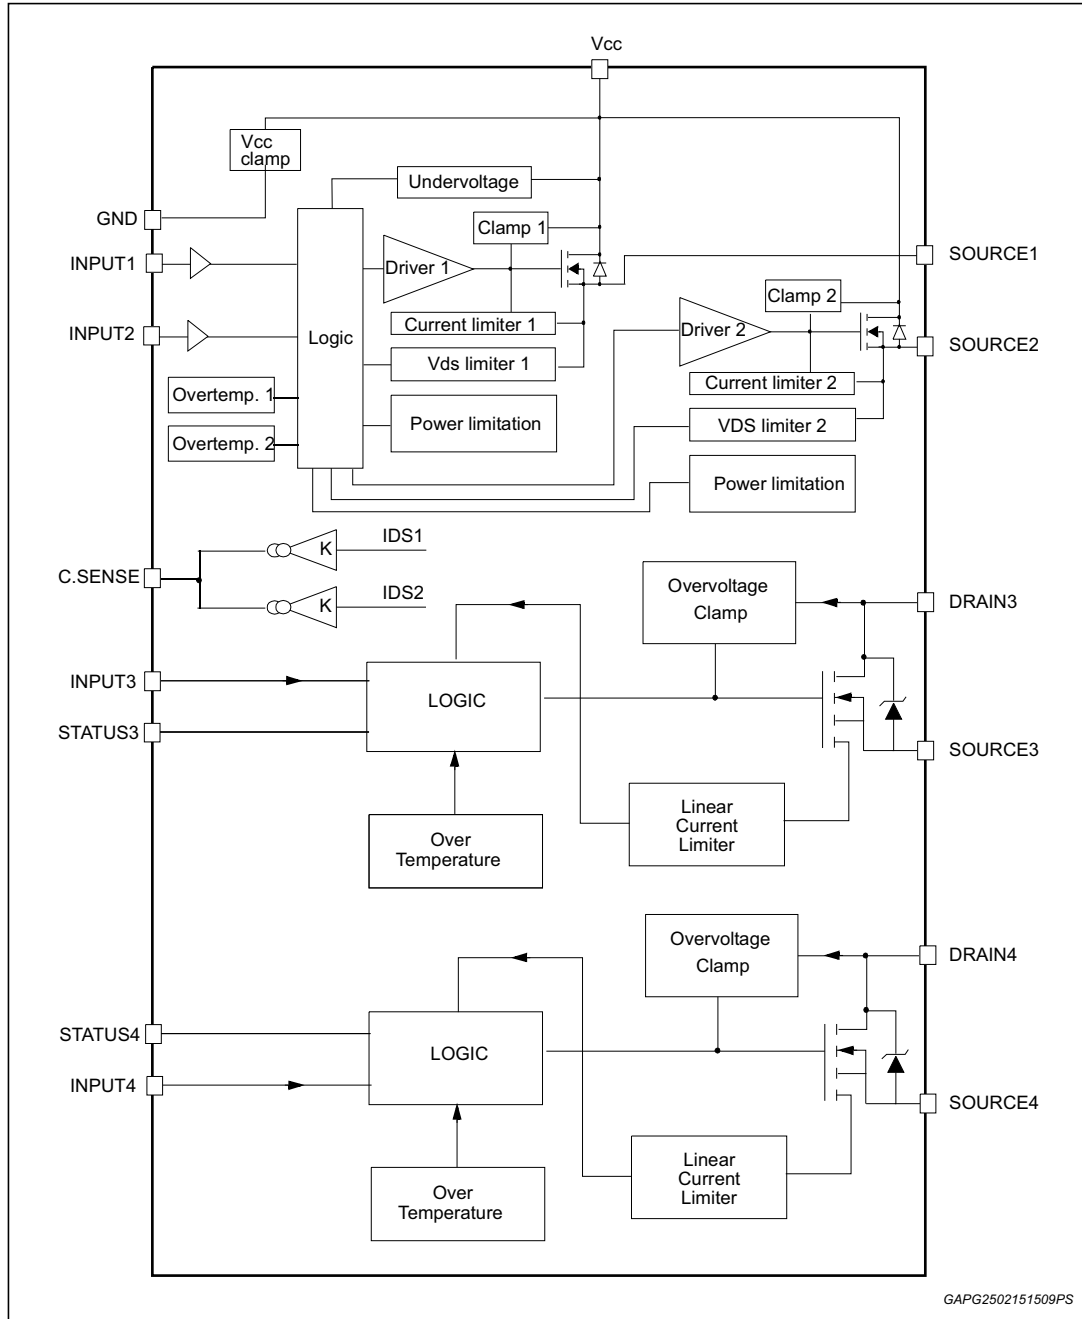 Vcc
Vcc
clamp
Undervoltage
GND
Clamp 1
INPUT1
Driver 1
SOURCE1
Clamp 2
INPUT2
Logic
Current limiter 1
Driver 2
SOURCE2
Vds limiter 1
Current limiter 2
Overtemp. 1
Power limitation
VDS limiter 2
Overtemp. 2
Power limitation
K
IDS1
C.SENSE
K
IDS2
Overvoltage
Clamp
DRAIN3
INPUT3
LOGIC
STATUS3
SOURCE3
Over
Temperature
Linear
Current
Limiter
Overvoltage
Clamp
DRAIN4
STATUS4
LOGIC
INPUT4
SOURCE4
Over
Temperature
Linear
Current
Limiter
GAPG2502151509PS